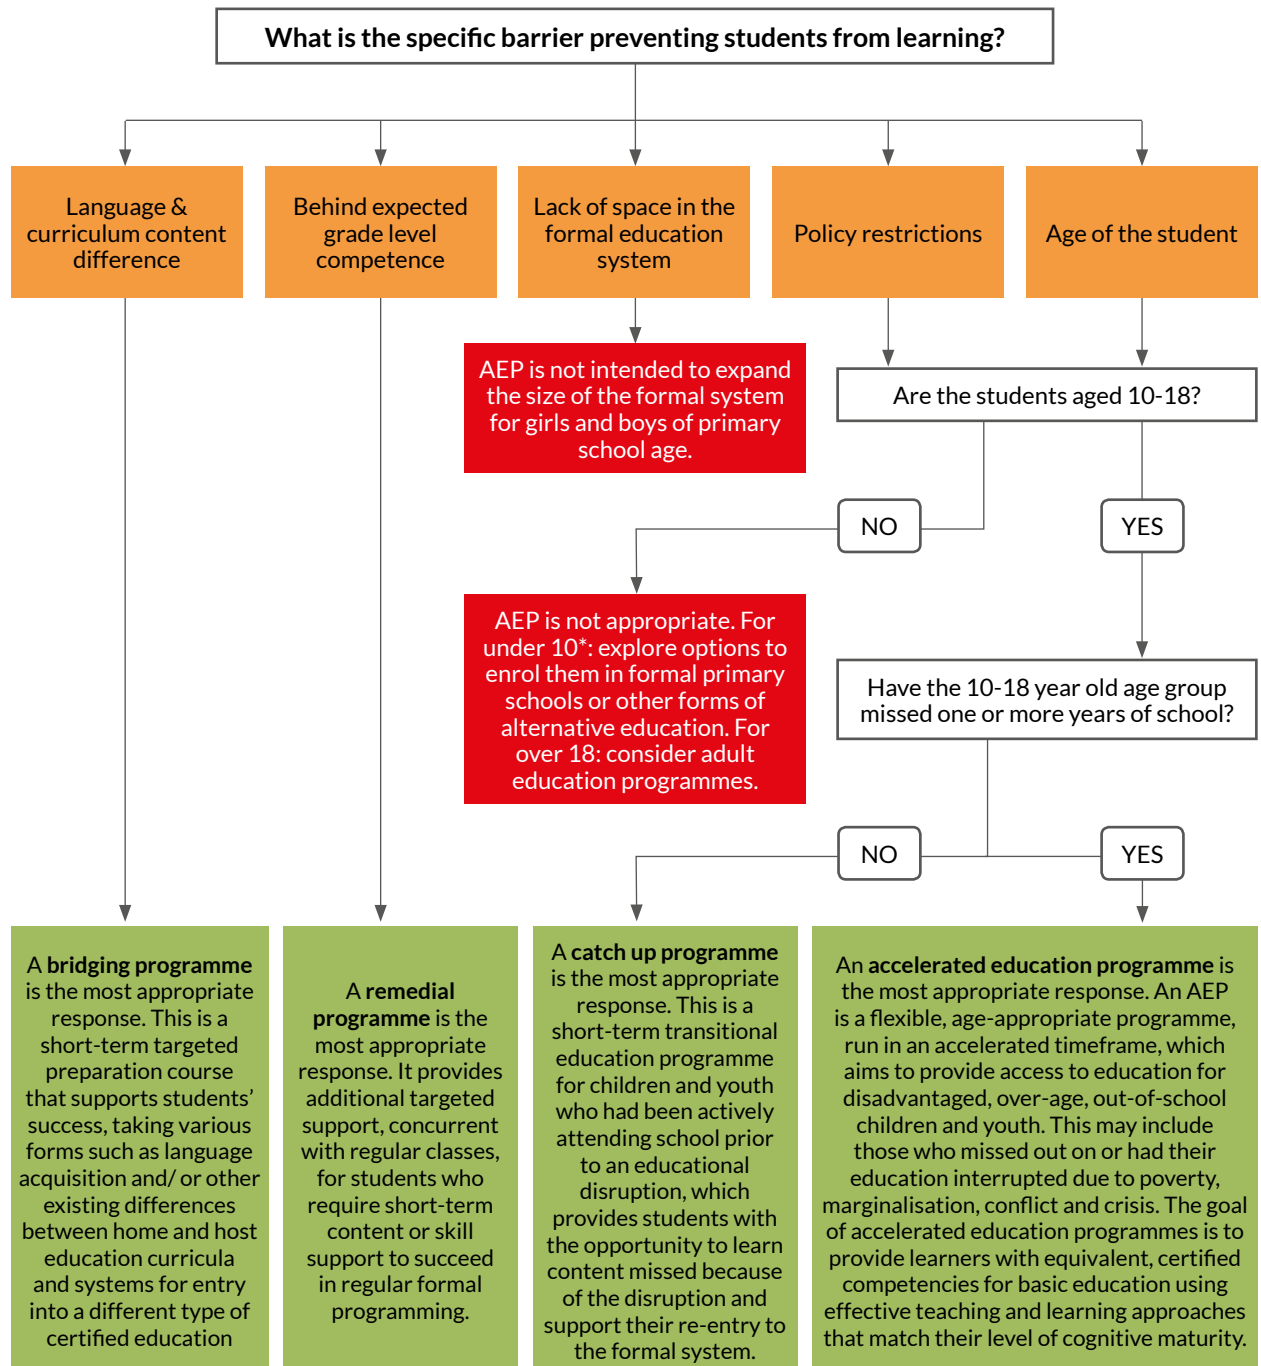 What is the specific barrier preventing students from learning?
Language &
curriculum content
difference
Behind expected
grade level
competence
Lack of space in the
formal education
system
Policy restrictions
Age of the student
AEP is not intended to expand
the size of the formal system
for girls and boys of primary
school age.
Are the students aged 10-18?
NO
YES
AEP is not appropriate. For
under 10*: explore options to
enrol them in formal primary
schools or other forms of
alternative education. For
over 18: consider adult
education programmes.
Have the 10-18 year old age group
missed one or more years of school?
NO
YES
A bridging programme
is the most appropriate
response. This is a
short-term targeted
preparation course
that supports students’
success, taking various
forms such as language
acquisition and/ or other
existing differences
between home and host
education curricula
and systems for entry
into a different type of
certified education
A remedial
programme is the
most appropriate
response. It provides
additional targeted
support, concurrent
with regular classes,
for students who
require short-term
content or skill
support to succeed
in regular formal
programming.
A catch up programme
is the most appropriate
response. This is a
short-term transitional
education programme
for children and youth
who had been actively
attending school prior
to an educational
disruption, which
provides students with
the opportunity to learn
content missed because
of the disruption and
support their re-entry to
the formal system.
An accelerated education programme is
the most appropriate response. An AEP
is a flexible, age-appropriate programme,
run in an accelerated timeframe, which
aims to provide access to education for
disadvantaged, over-age, out-of-school
children and youth. This may include
those who missed out on or had their
education interrupted due to poverty,
marginalisation, conflict and crisis. The goal
of accelerated education programmes is to
provide learners with equivalent, certified
competencies for basic education using
effective teaching and learning approaches
that match their level of cognitive maturity.